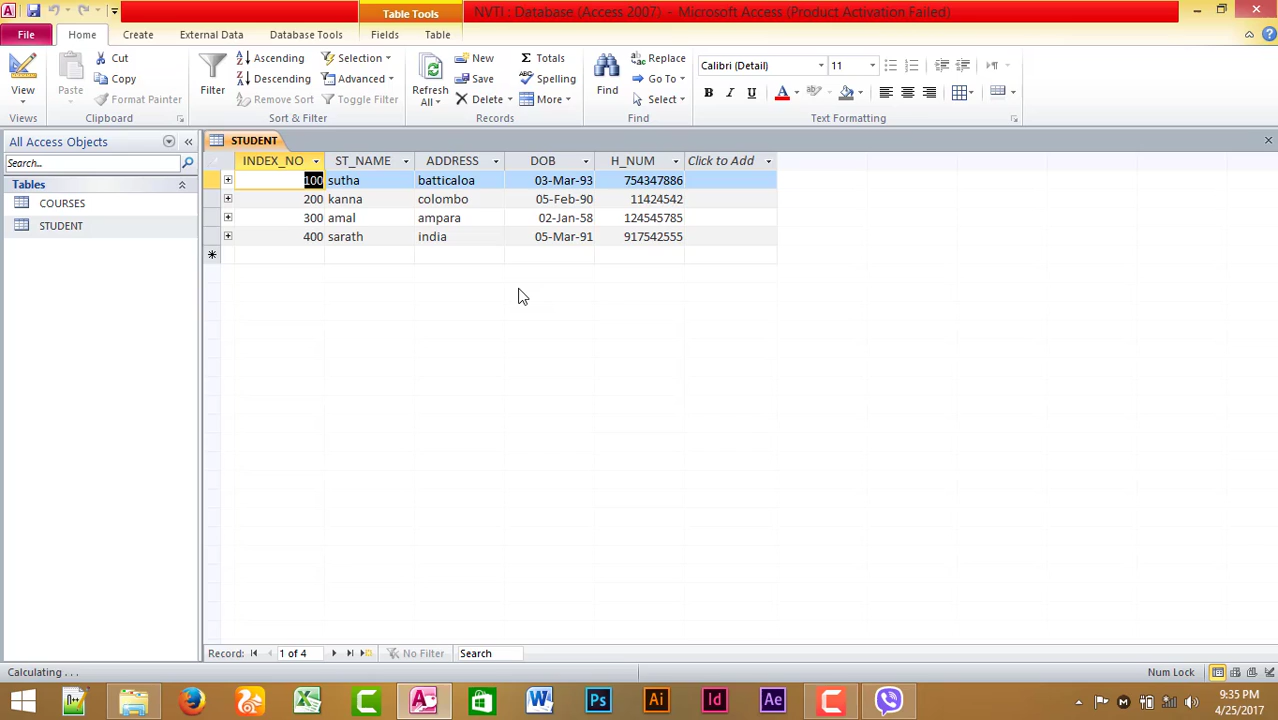 NVTI : Database (Access 2007) - Microsoft Access (Product Activation Failed)
Table Tools
File Home Create External Data Database Tools Fields Table
View
Views
Paste
Cut
Copy
Format Painter
Clipboard
Filter
Ascending
Descending
Remove Sort
Selection
Advanced
Toggle Filter
Sort & Filter
Refresh All
New
Save
Delete
Totals
Spelling
More
Records
Find
Replace
Go To
Select
Find
Calibri (Detail) 11
B I U A
Text Formatting
All Access Objects
Search...
Tables
COURSES
STUDENT
STUDENT
INDEX_NO ST_NAME ADDRESS DOB H_NUM Click to Add
100 sutha batticaloa 03-Mar-93 754347886
200 kanna colombo 05-Feb-90 11424542
300 amal ampara 02-Jan-58 124545785
400 sarath india 05-Mar-91 917542555
Record: 1 of 4 No Filter Search
Calculating . . .
Num Lock
Ps Ai Id Ae
9:35 PM
4/25/2017